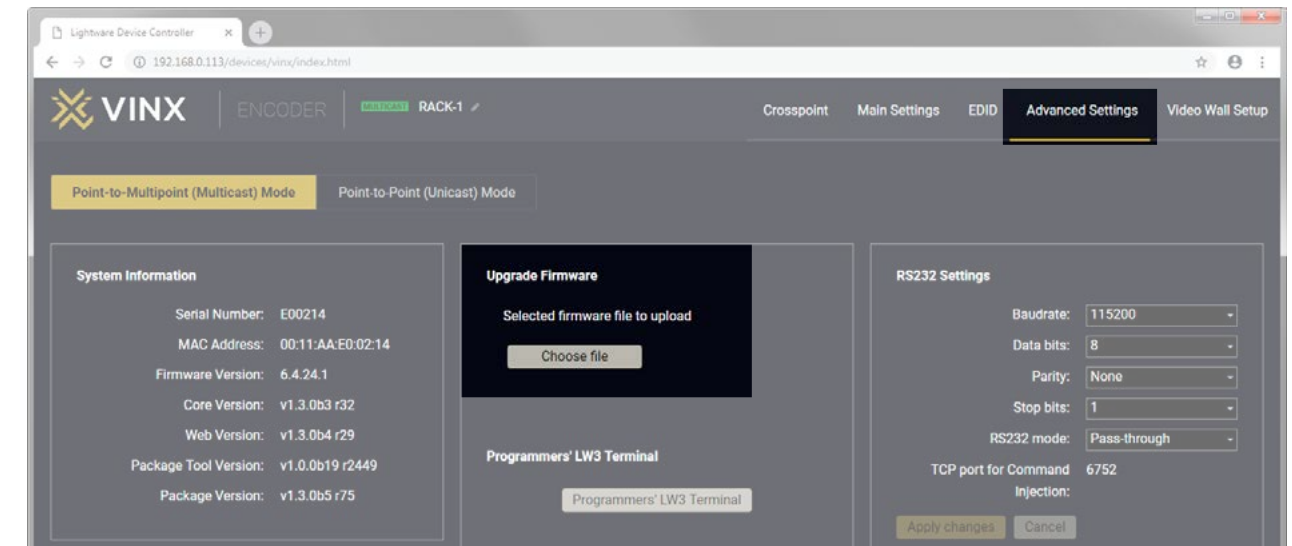 Lightware Device Controller
192.168.0.113/devices/vinx/index.html
VINX ENCODER MULTICAST RACK-1 Crosspoint Main Settings EDID Advanced Settings Video Wall Setup
Point-to-Multipoint (Multicast) Mode Point-to-Point (Unicast) Mode
System Information
Serial Number: E00214
MAC Address: 00:11:AA:E0:02:14
Firmware Version: 6.4.24.1
Core Version: v1.3.0b3 r32
Web Version: v1.3.0b4 r29
Package Tool Version: v1.0.0b19 r2449
Package Version: v1.3.0b5 r75
Upgrade Firmware
Selected firmware file to upload
Choose file
Programmers' LW3 Terminal
Programmers' LW3 Terminal
RS232 Settings
Baudrate: 115200
Data bits: 8
Parity: None
Stop bits: 1
RS232 mode: Pass-through
TCP port for Command 6752
Injection:
Apply changes Cancel